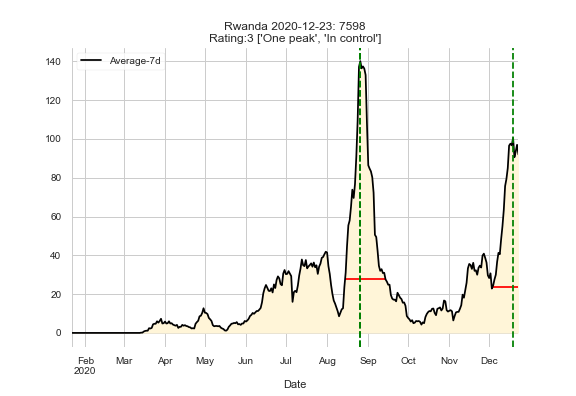 Rwanda 2020-12-23: 7598
Rating:3 ['One peak', 'In control']
Average-7d
140
120
100
80
60
40
20
0
Feb Mar Apr May Jun Jul Aug Sep Oct Nov Dec
2020
Date